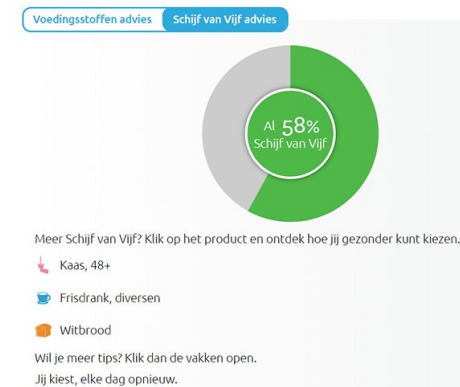 Voedingsstoffen advies Schijf van Vijf advies
Al 58%
Schijf van Vijf
Meer Schijf van Vijf? Klik op het product en ontdek hoe jij gezonder kunt kiezen.
Kaas, 48+
Frisdrank, diversen
Witbrood
Wil je meer tips? Klik dan de vakken open.
Jij kiest, elke dag opnieuw.